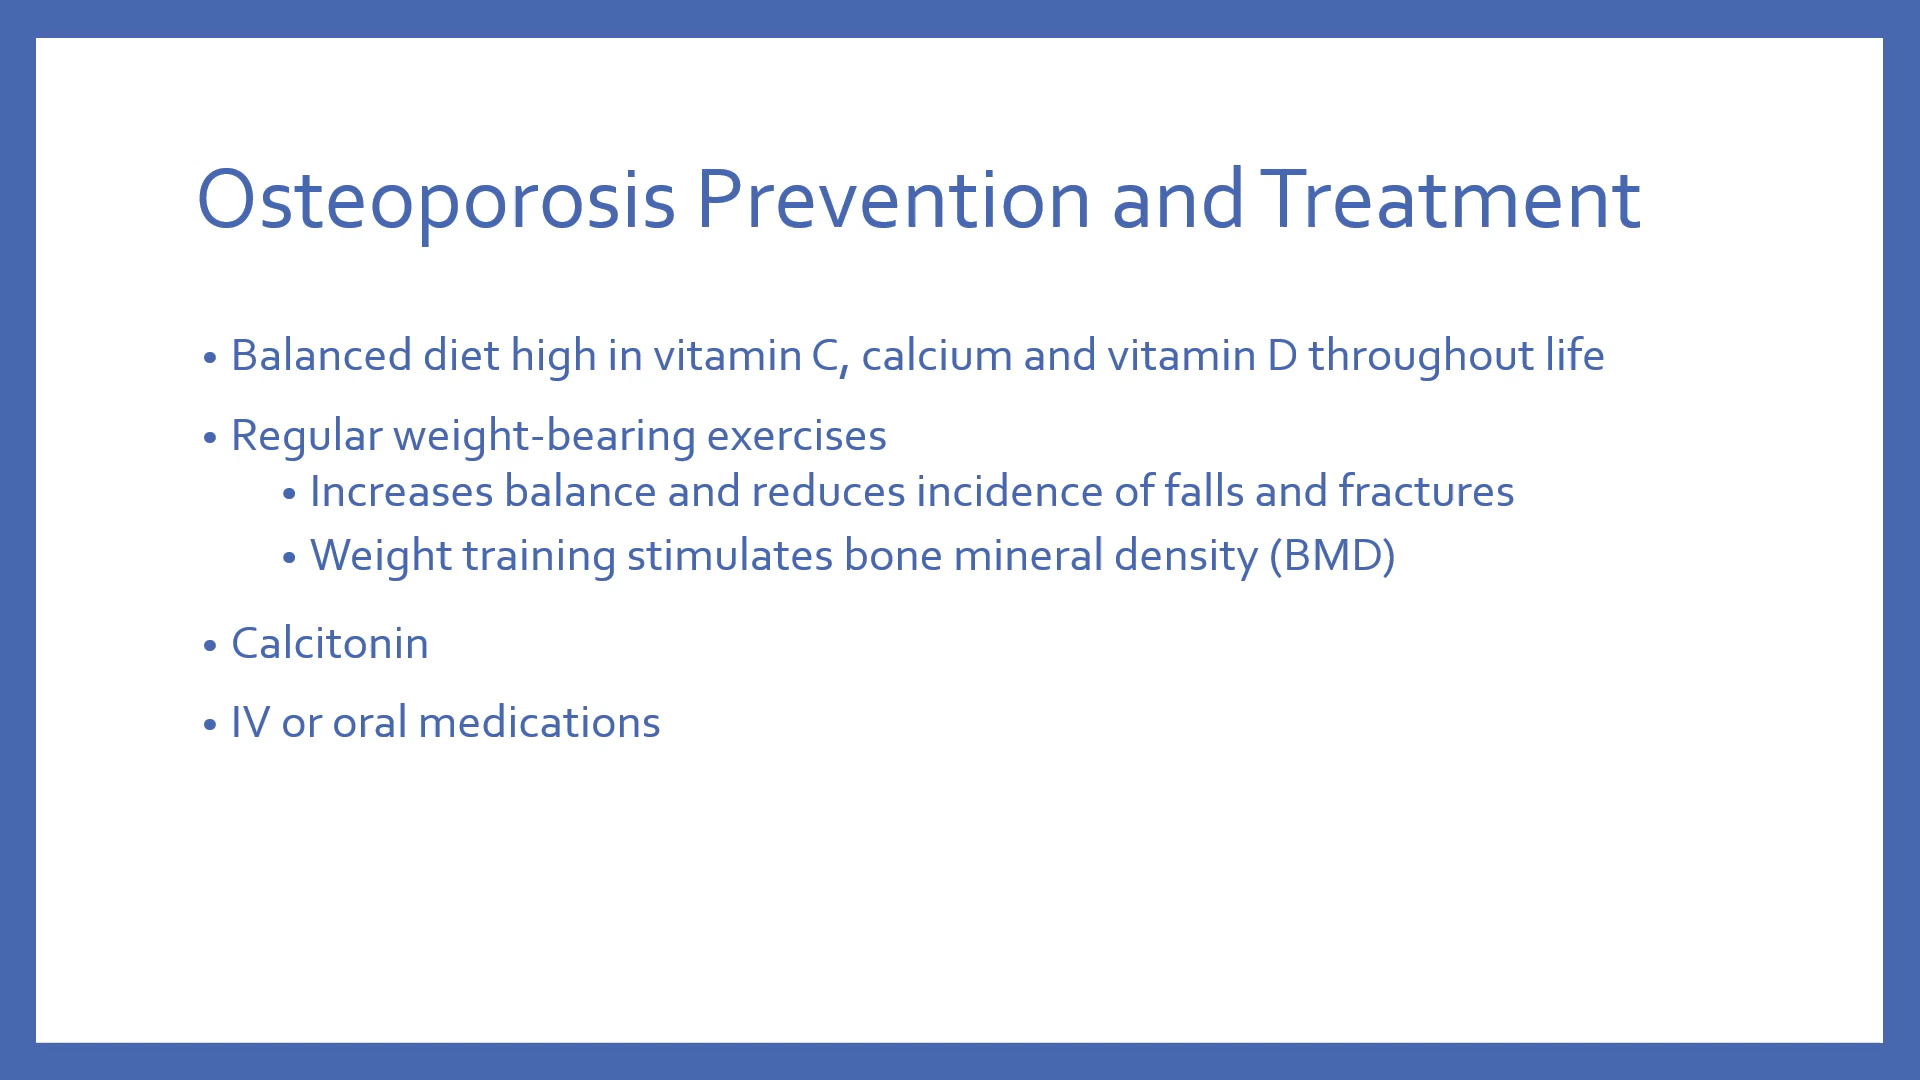 Osteoporosis Prevention and Treatment
• Balanced diet high in vitamin C, calcium and vitamin D throughout life
• Regular weight-bearing exercises
• Increases balance and reduces incidence of falls and fractures
• Weight training stimulates bone mineral density (BMD)
• Calcitonin
• IV or oral medications